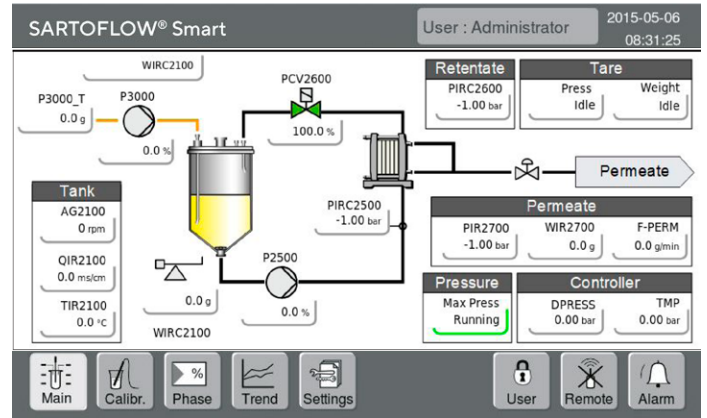 SARTOFLOW® Smart
User : Administrator
2015-05-06
08:31:25
WIRC2100
P3000_T
0.0 g
P3000
0.0 %
PCV2600
100.0 %
Retentate
PIRC2600
-1.00 bar
Tare
Press
Idle
Weight
Idle
Permeate
Tank
AG2100
0 rpm
QIR2100
0.0 ms/cm
TIR2100
0.0 °C
PIRC2500
-1.00 bar
Permeate
PIR2700
-1.00 bar
WIR2700
0.0 g
F-PERM
0.0 g/min
0.0 g
WIRC2100
P2500
0.0 %
Pressure
Max Press
Running
Controller
DPRESS
0.00 bar
TMP
0.00 bar
Main
Calibr.
%
Phase
Trend
Settings
User
Remote
Alarm